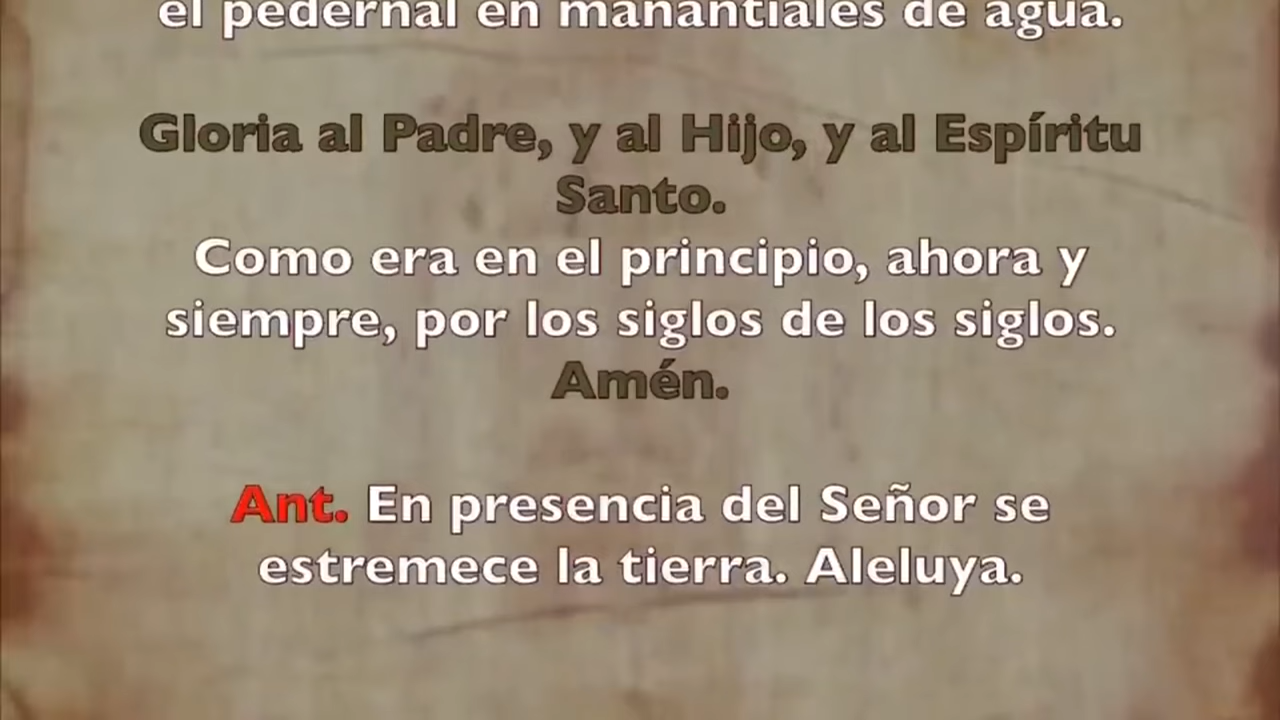 el pedernal en manantiales de agua.
Gloria al Padre, y al Hijo, y al Espíritu
Santo.
Como era en el principio, ahora y
siempre, por los siglos de los siglos.
Amén.
Ant. En presencia del Señor se
estremece la tierra. Aleluya.